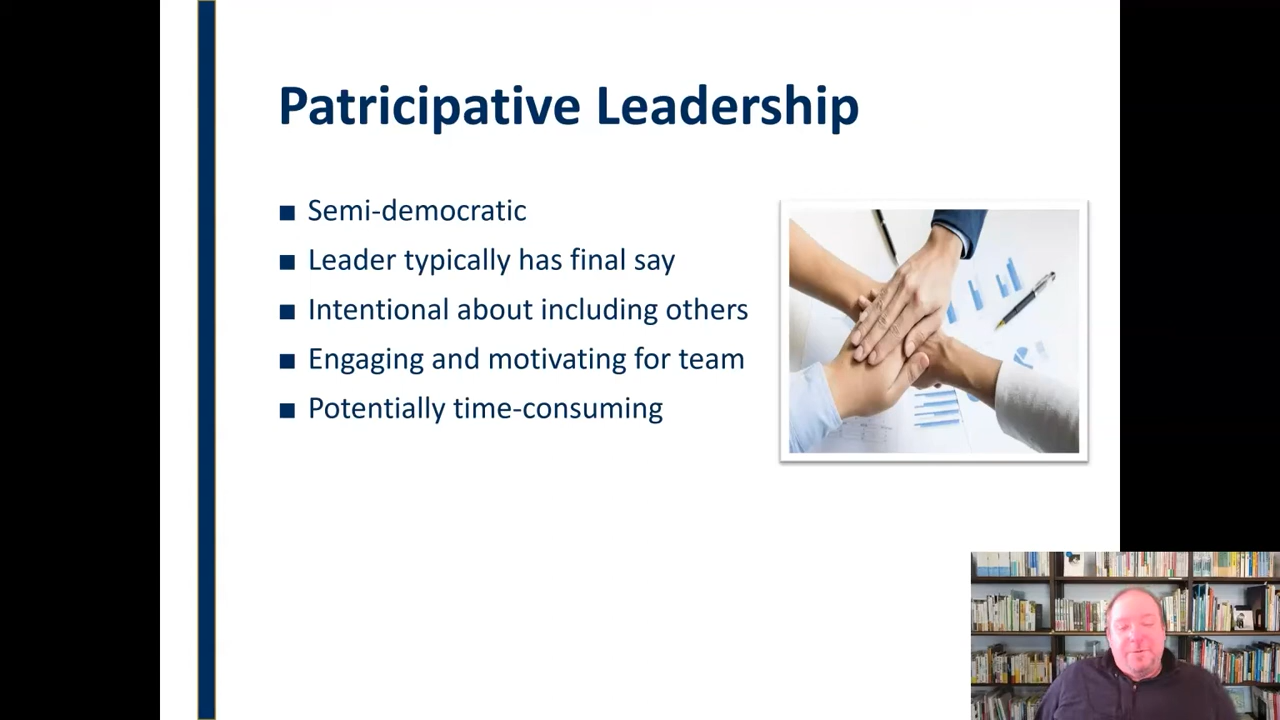 Patricipative Leadership
■ Semi-democratic
■ Leader typically has final say
■ Intentional about including others
■ Engaging and motivating for team
■ Potentially time-consuming